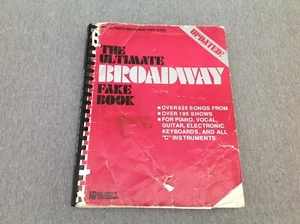 UPDATED!
THE
ULTIMATE
BROADWAY
FAKE
BOOK
• OVER 625 SONGS FROM
• OVER 195 SHOWS
• FOR PIANO, VOCAL,
GUITAR, ELECTRONIC
KEYBOARDS, AND ALL
"C" INSTRUMENTS